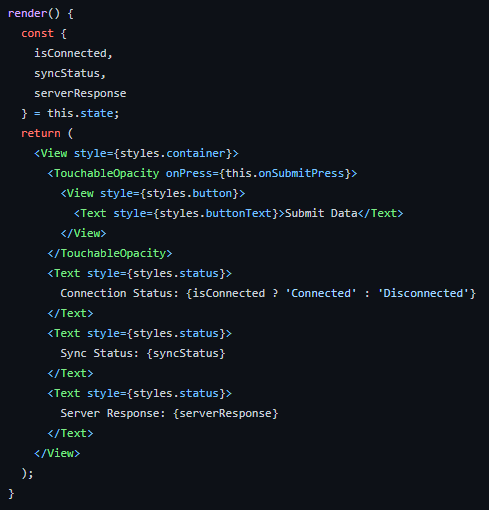 render() {
  const {
    isConnected,
    syncStatus,
    serverResponse
  } = this.state;
  return (
    <View style={styles.container}>
      <TouchableOpacity onPress={this.onSubmitPress}>
        <View style={styles.button}>
          <Text style={styles.buttonText}>Submit Data</Text>
        </View>
      </TouchableOpacity>
      <Text style={styles.status}>
        Connection Status: {isConnected ? 'Connected' : 'Disconnected'}
      </Text>
      <Text style={styles.status}>
        Sync Status: {syncStatus}
      </Text>
      <Text style={styles.status}>
        Server Response: {serverResponse}
      </Text>
    </View>
  );
}